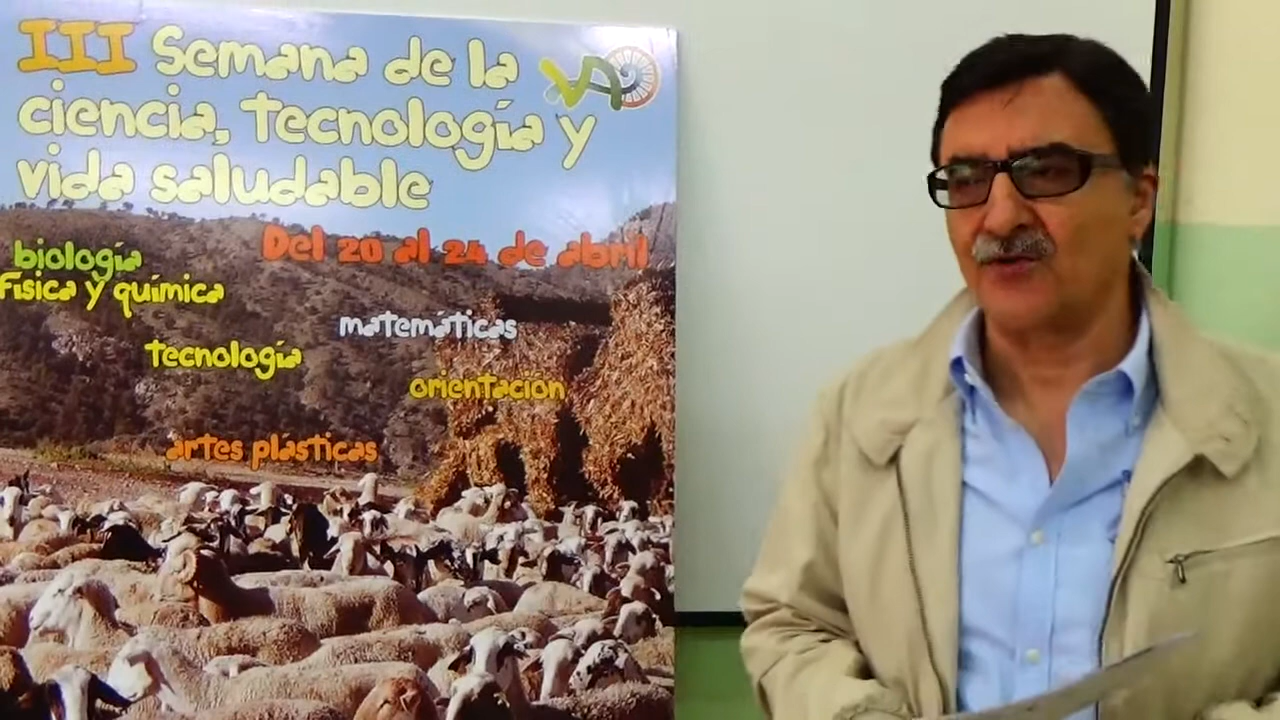 III Semana de la
ciencia, tecnología y
vida saludable
Del 20 al 24 de abril
biología
Física y química
matemáticas
tecnología
orientación
artes plásticas